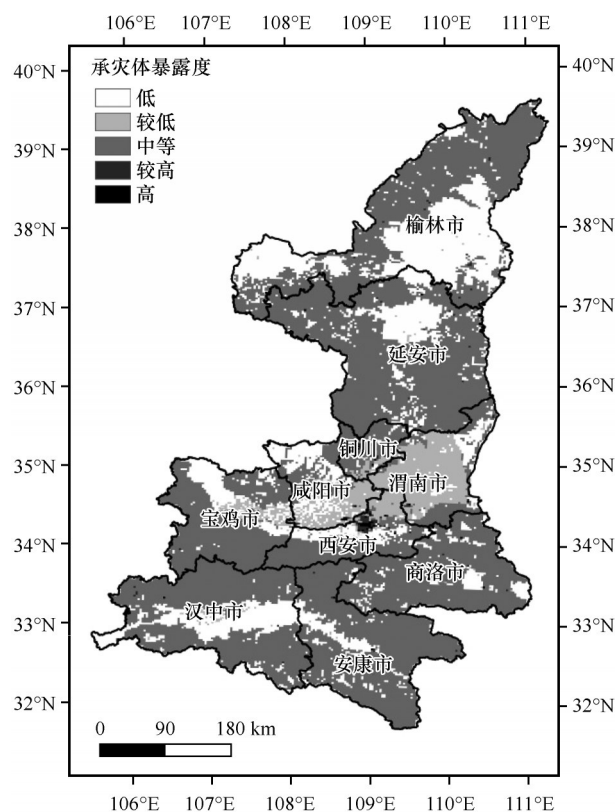 106°E 107°E 108°E 109°E 110°E 111°E
承灾体暴露度
低
较低
中等
较高
高
40°N 40°N
39°N 39°N
38°N 38°N
37°N 37°N
36°N 36°N
35°N 35°N
34°N 34°N
33°N 33°N
32°N 32°N
榆林市
延安市
铜川市
咸阳市
渭南市
宝鸡市
西安市
商洛市
汉中市
安康市
0 90 180 km
106°E 107°E 108°E 109°E 110°E 111°E